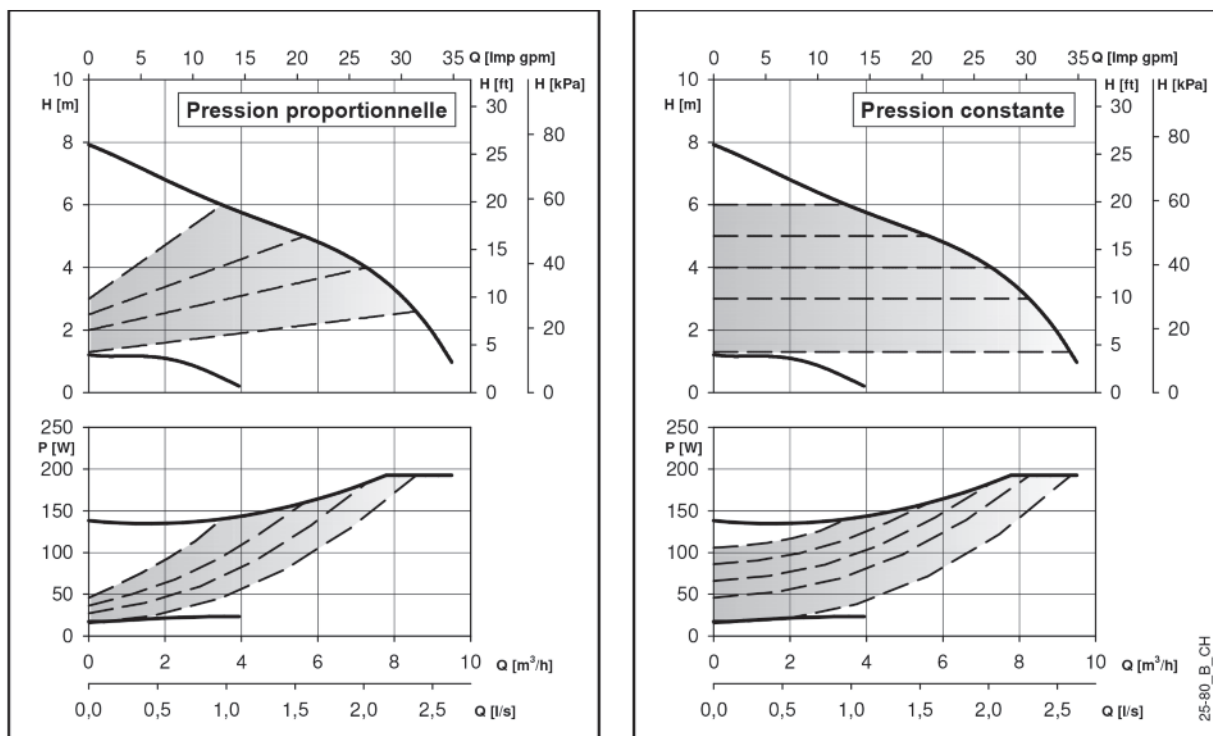 0 5 10 15 20 25 30 35 Q [Imp gpm]
10 H [ft] H [kPa]
H [m] Pression proportionnelle 30
8 25 80
6 20 60
4 15 40
10
2 5 20
0 0 0
250
P [W]
200
150
100
50
0
0 2 4 6 8 10 Q [m³/h]
0,0 0,5 1,0 1,5 2,0 2,5 Q [l/s]
0 5 10 15 20 25 30 35 Q [Imp gpm]
10 H [ft] H [kPa]
H [m] Pression constante 30
8 25 80
6 20 60
4 15 40
10
2 5 20
0 0 0
250
P [W]
200
150
100
50
0
0 2 4 6 8 10 Q [m³/h]
0,0 0,5 1,0 1,5 2,0 2,5 Q [l/s]
25-80_B_CH